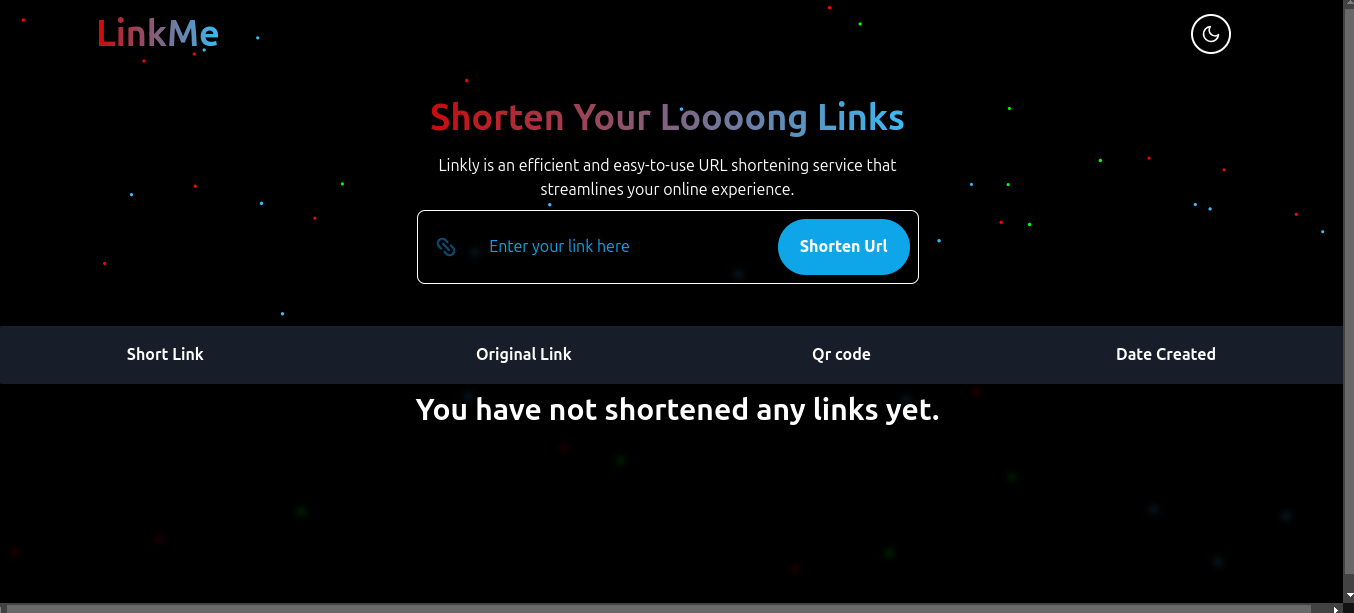 LinkMe
Shorten Your Loooong Links
Linkly is an efficient and easy-to-use URL shortening service that
streamlines your online experience.
Enter your link here
Shorten Url
Short Link
Original Link
Qr code
Date Created
You have not shortened any links yet.